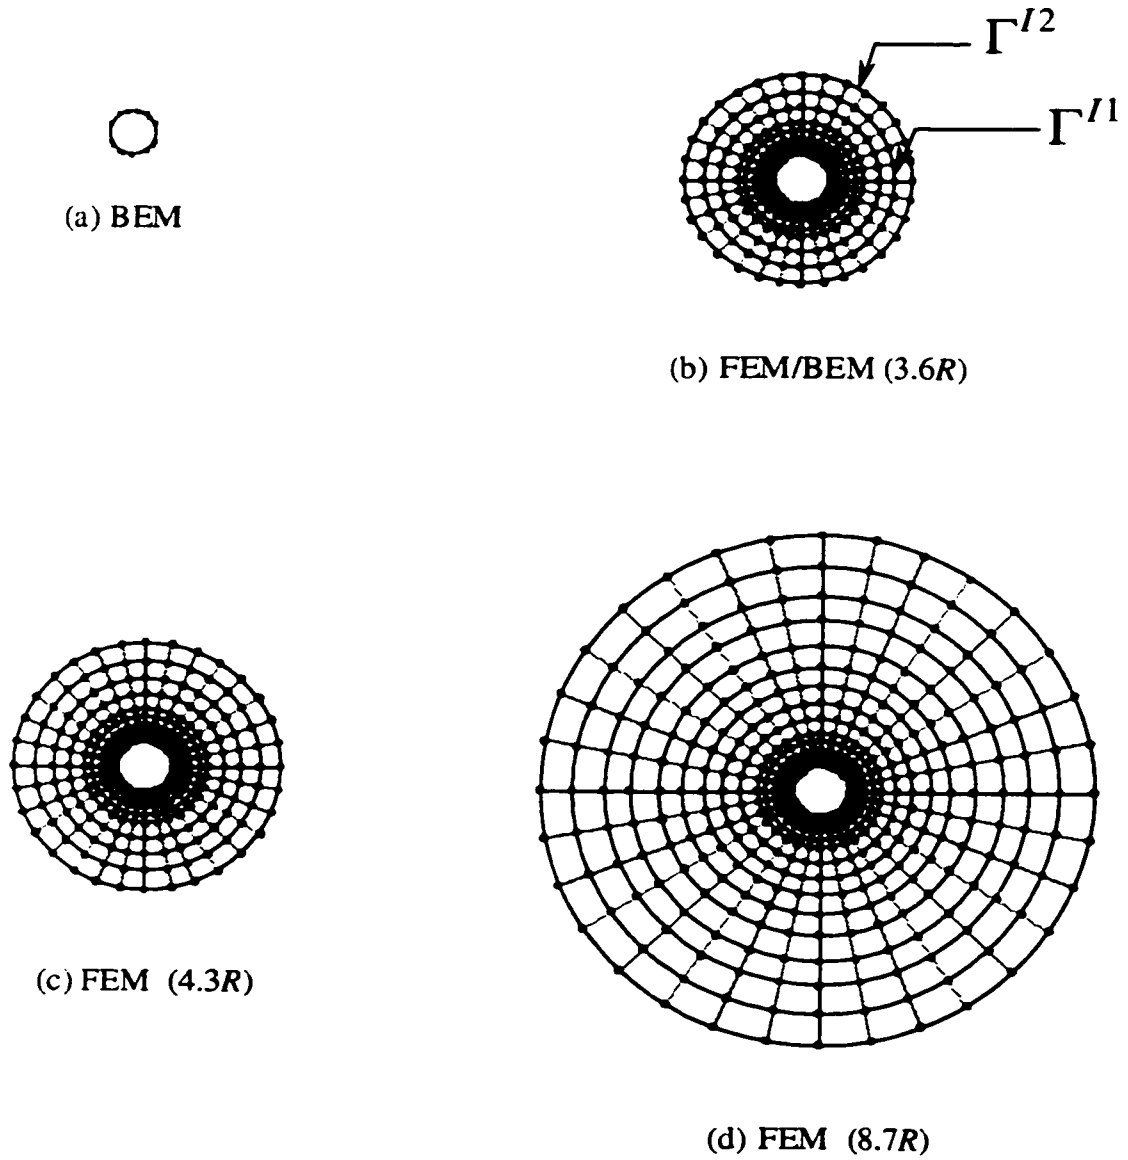 Γ^{I2}
Γ^{I1}
(a) BEM
(b) FEM/BEM (3.6R)
(c) FEM (4.3R)
(d) FEM (8.7R)